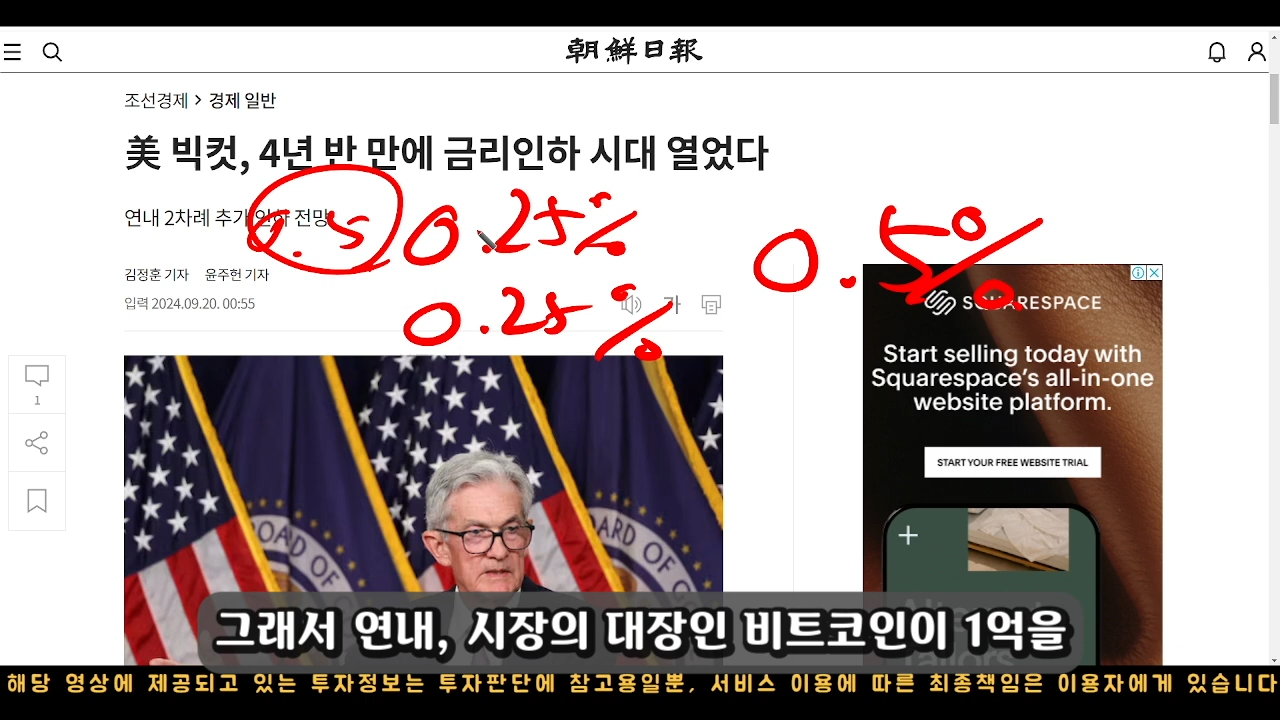 朝鮮日報
조선경제 > 경제 일반
美 빅컷, 4년 반 만에 금리인하 시대 열었다
연내 2차례 추가 인하 전망
0.5
0.25%
0.5%
김정훈 기자 윤주헌 기자
입력 2024.09.20. 00:55
가
0.25%
SQUARESPACE
Start selling today with
Squarespace's all-in-one
website platform.
START YOUR FREE WEBSITE TRIAL
1
그래서 연내, 시장의 대장인 비트코인이 1억을
해당 영상에 제공되고 있는 투자정보는 투자판단에 참고용일뿐, 서비스 이용에 따른 최종책임은 이용자에게 있습니다